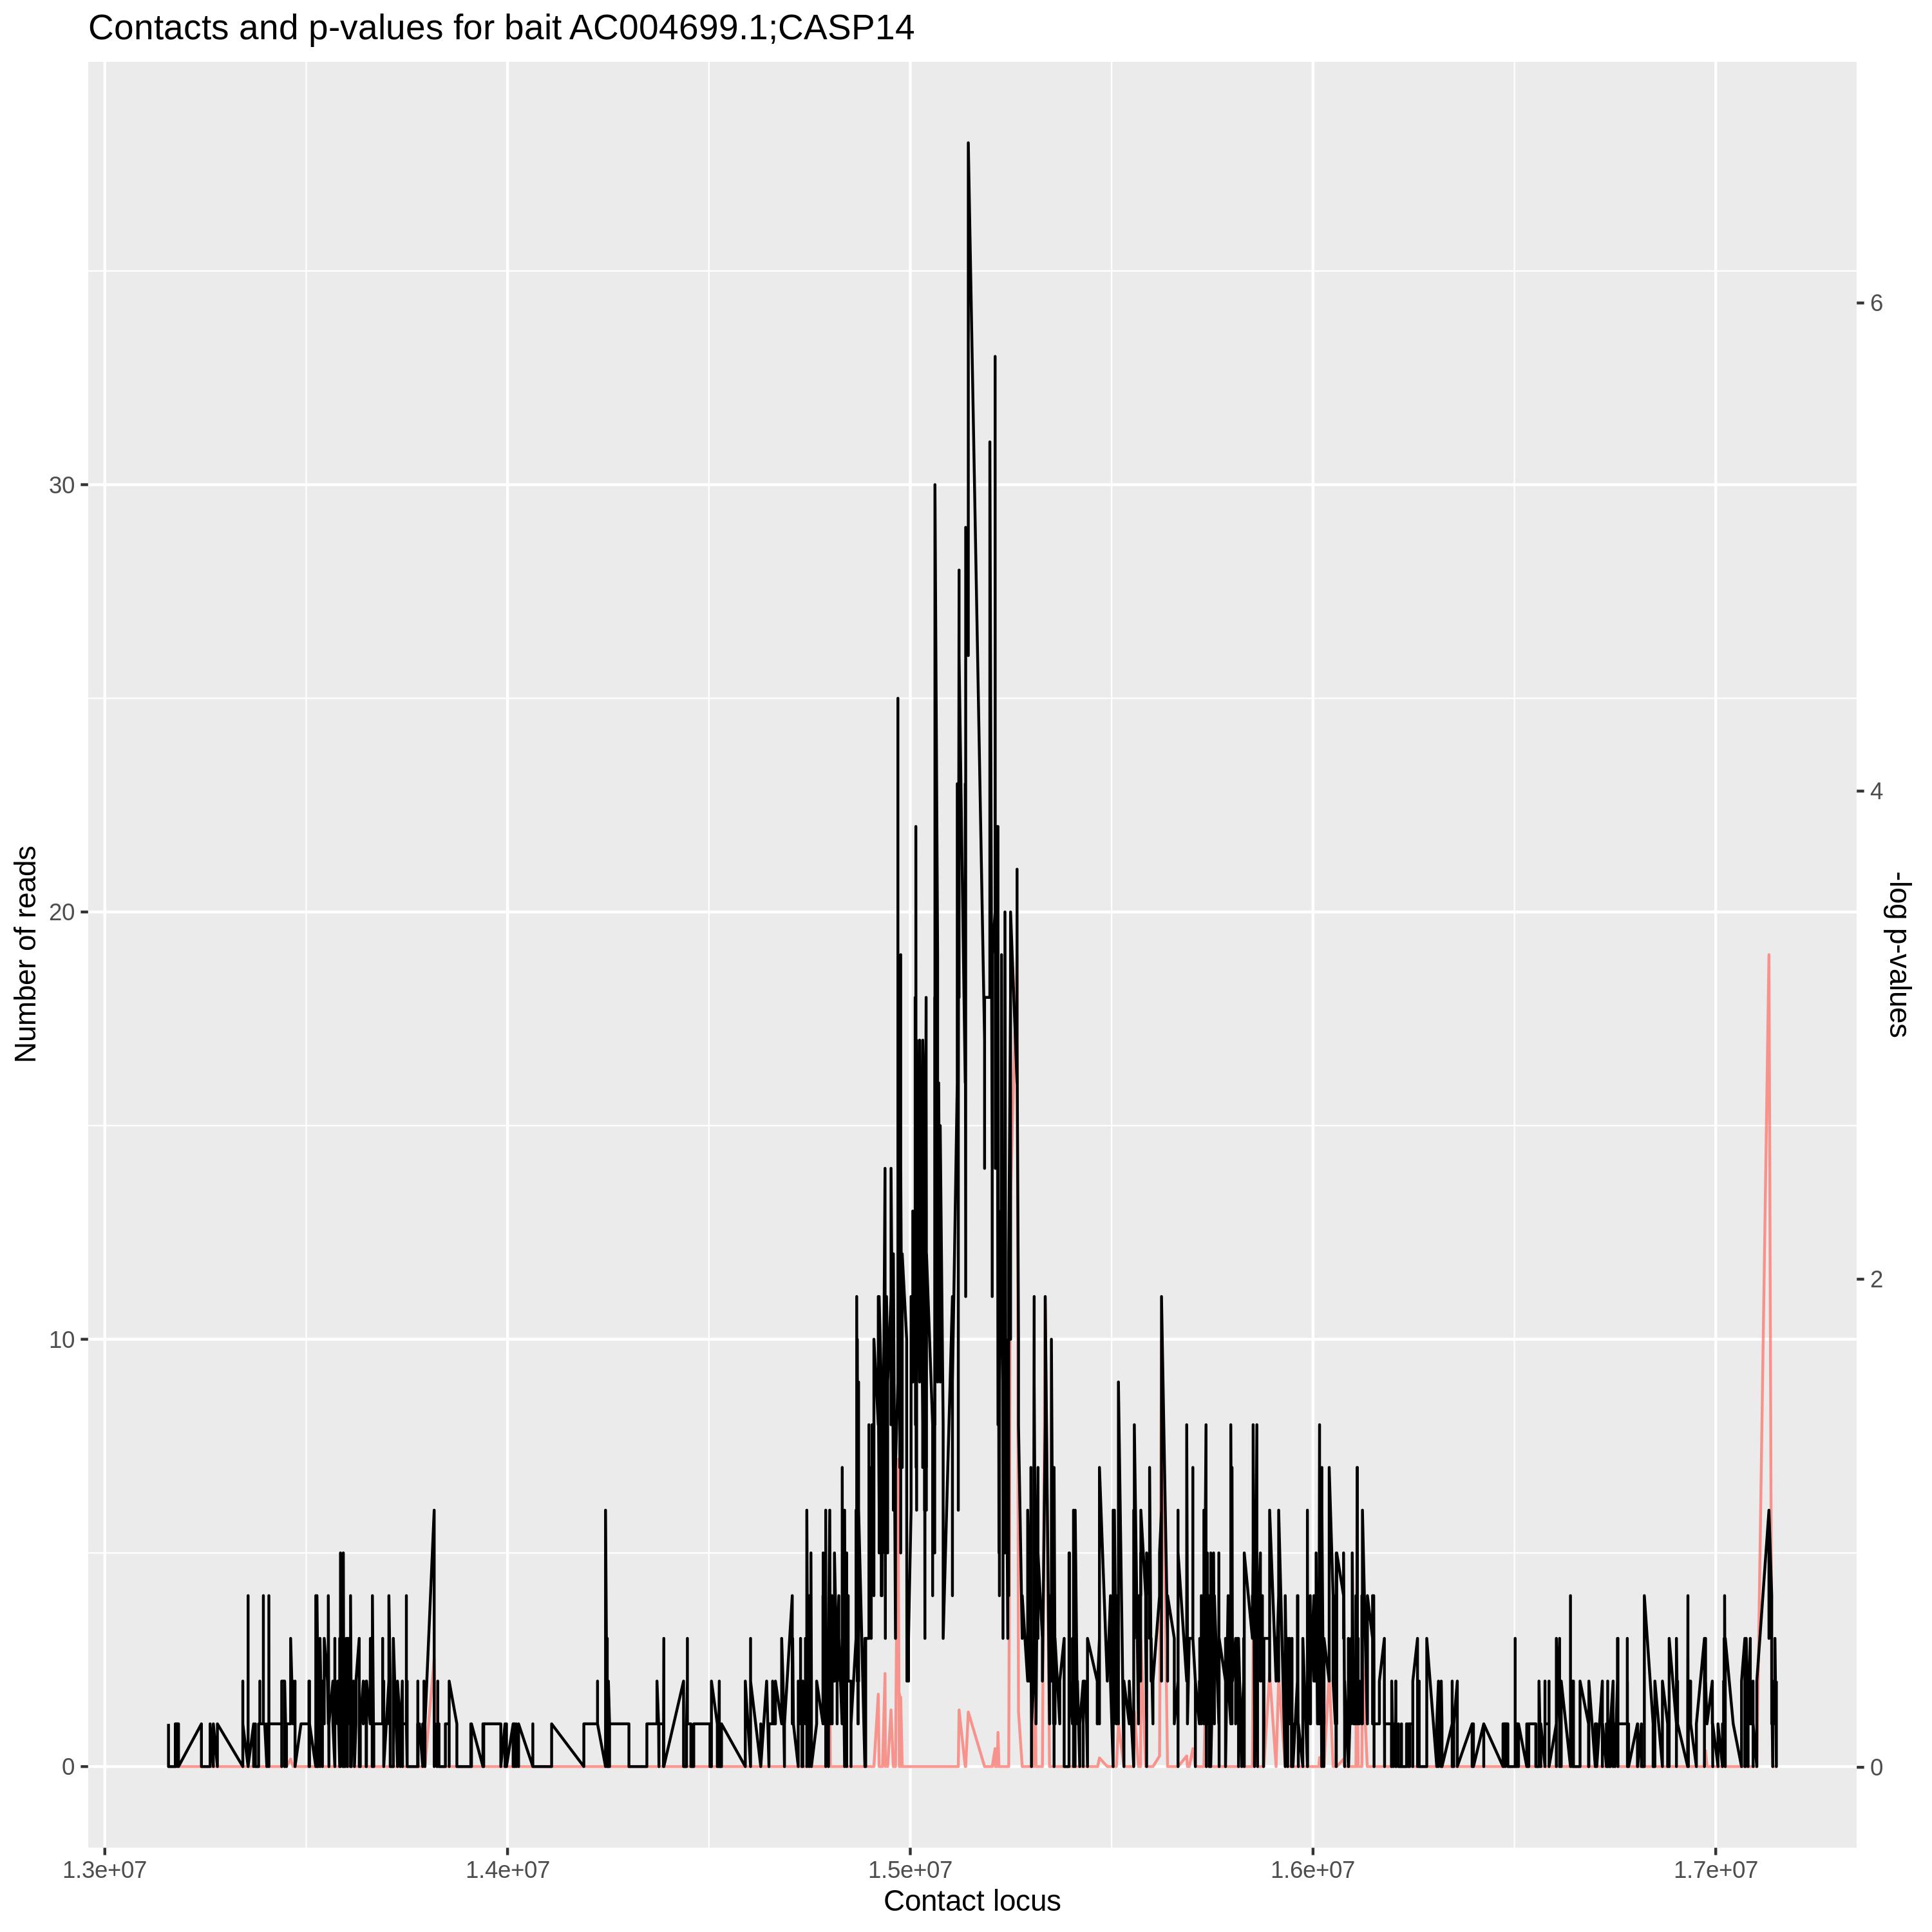 Contacts and p-values for bait AC004699.1;CASP14
Number of reads
30
20
10
0
6
4
2
0
-log p-values
1.3e+07 1.4e+07 1.5e+07 1.6e+07 1.7e+07
Contact locus